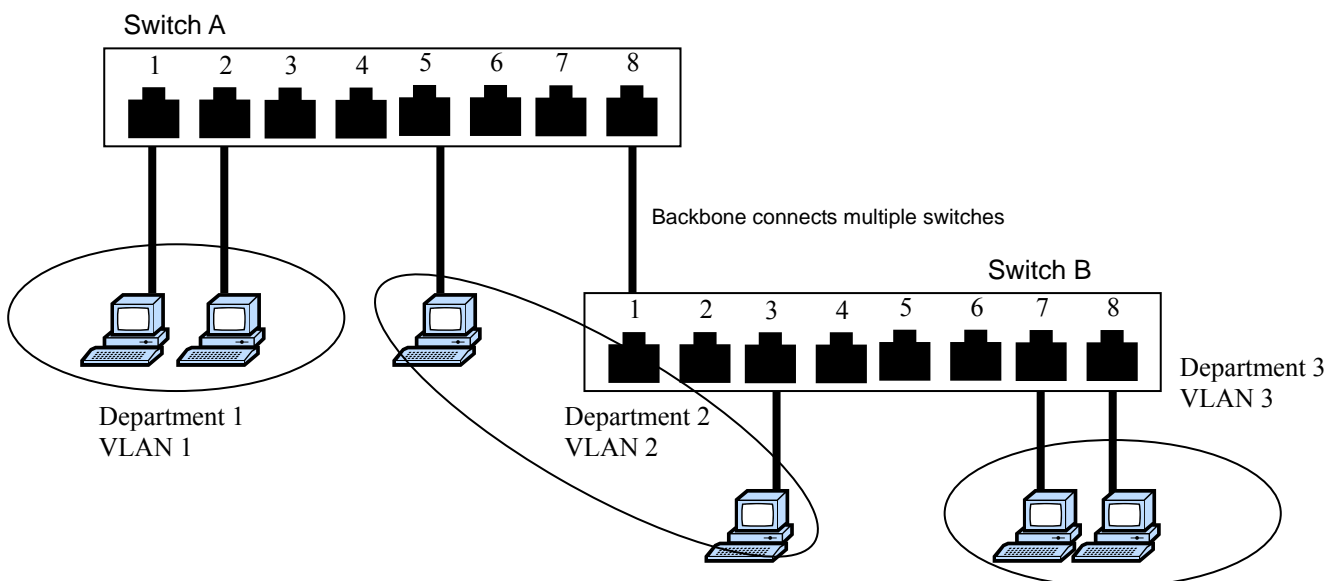 Switch A
1 2 3 4 5 6 7 8
Backbone connects multiple switches
Switch B
1 2 3 4 5 6 7 8
Department 1
VLAN 1
Department 2
VLAN 2
Department 3
VLAN 3